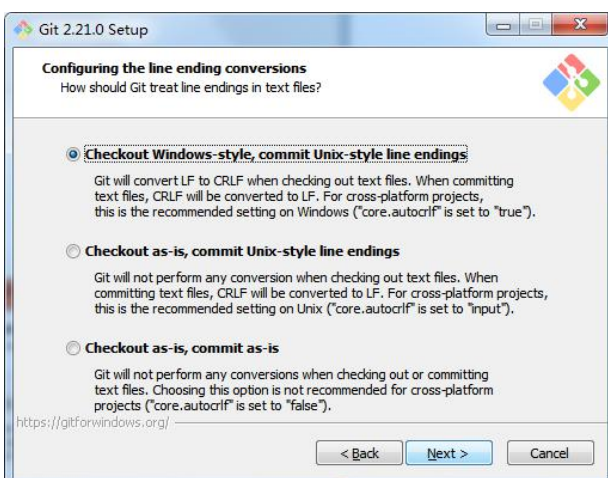 Git 2.21.0 Setup
Configuring the line ending conversions
How should Git treat line endings in text files?
Checkout Windows-style, commit Unix-style line endings
Git will convert LF to CRLF when checking out text files. When committing
text files, CRLF will be converted to LF. For cross-platform projects,
this is the recommended setting on Windows ("core.autocrlf" is set to "true").
Checkout as-is, commit Unix-style line endings
Git will not perform any conversion when checking out text files. When
committing text files, CRLF will be converted to LF. For cross-platform projects,
this is the recommended setting on Unix ("core.autocrlf" is set to "input").
Checkout as-is, commit as-is
Git will not perform any conversions when checking out or committing
text files. Choosing this option is not recommended for cross-platform
projects ("core.autocrlf" is set to "false").
https://gitforwindows.org/
< Back Next > Cancel